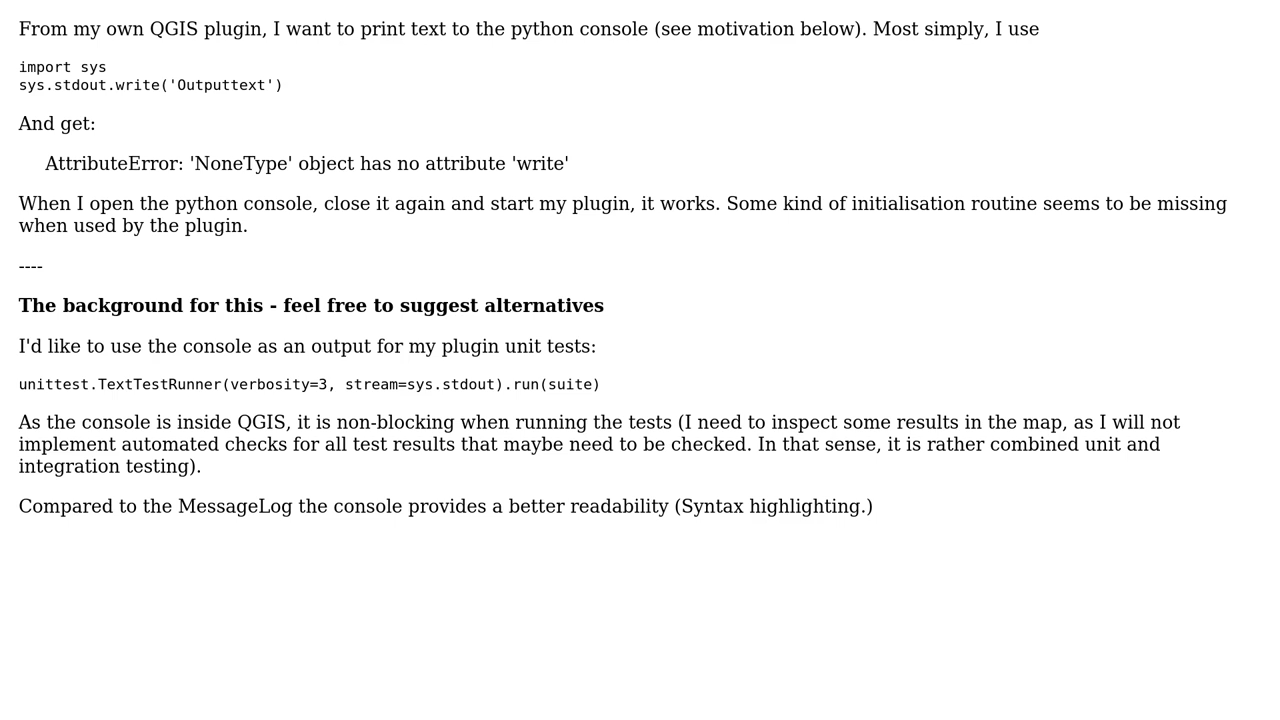 From my own QGIS plugin, I want to print text to the python console (see motivation below). Most simply, I use
import sys
sys.stdout.write('Outputtext')
And get:
AttributeError: 'NoneType' object has no attribute 'write'
When I open the python console, close it again and start my plugin, it works. Some kind of initialisation routine seems to be missing
when used by the plugin.
----
The background for this - feel free to suggest alternatives
I'd like to use the console as an output for my plugin unit tests:
unittest.TextTestRunner(verbosity=3, stream=sys.stdout).run(suite)
As the console is inside QGIS, it is non-blocking when running the tests (I need to inspect some results in the map, as I will not
implement automated checks for all test results that maybe need to be checked. In that sense, it is rather combined unit and
integration testing).
Compared to the MessageLog the console provides a better readability (Syntax highlighting.)